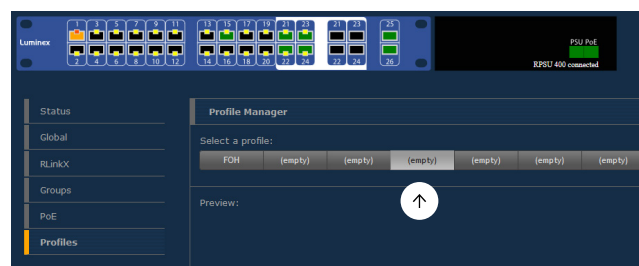 1 3 5 7 9 11 13 15 17 19 21 23 21 23 25
Luminex
PSU PoE
2 4 6 8 10 12 14 16 18 20 22 24 22 24 26
RPSU 400 connected
Status
Profile Manager
Global
Select a profile:
RLinkX
FOH (empty) (empty) (empty) (empty) (empty) (empty)
Groups
Preview:
PoE
Profiles